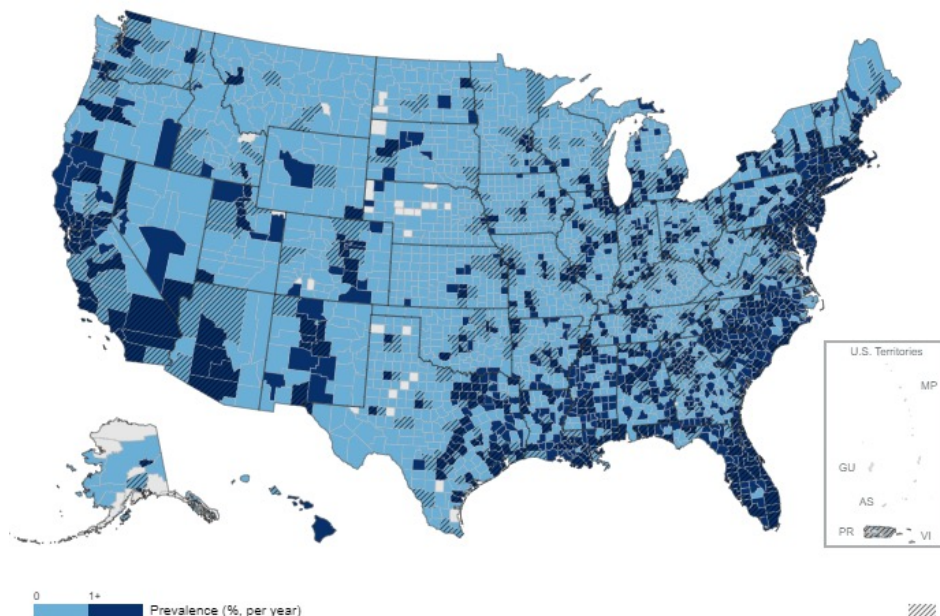 U.S. Territories
MP
GU
AS
PR
VI
0
1+
Prevalence (%, per year)